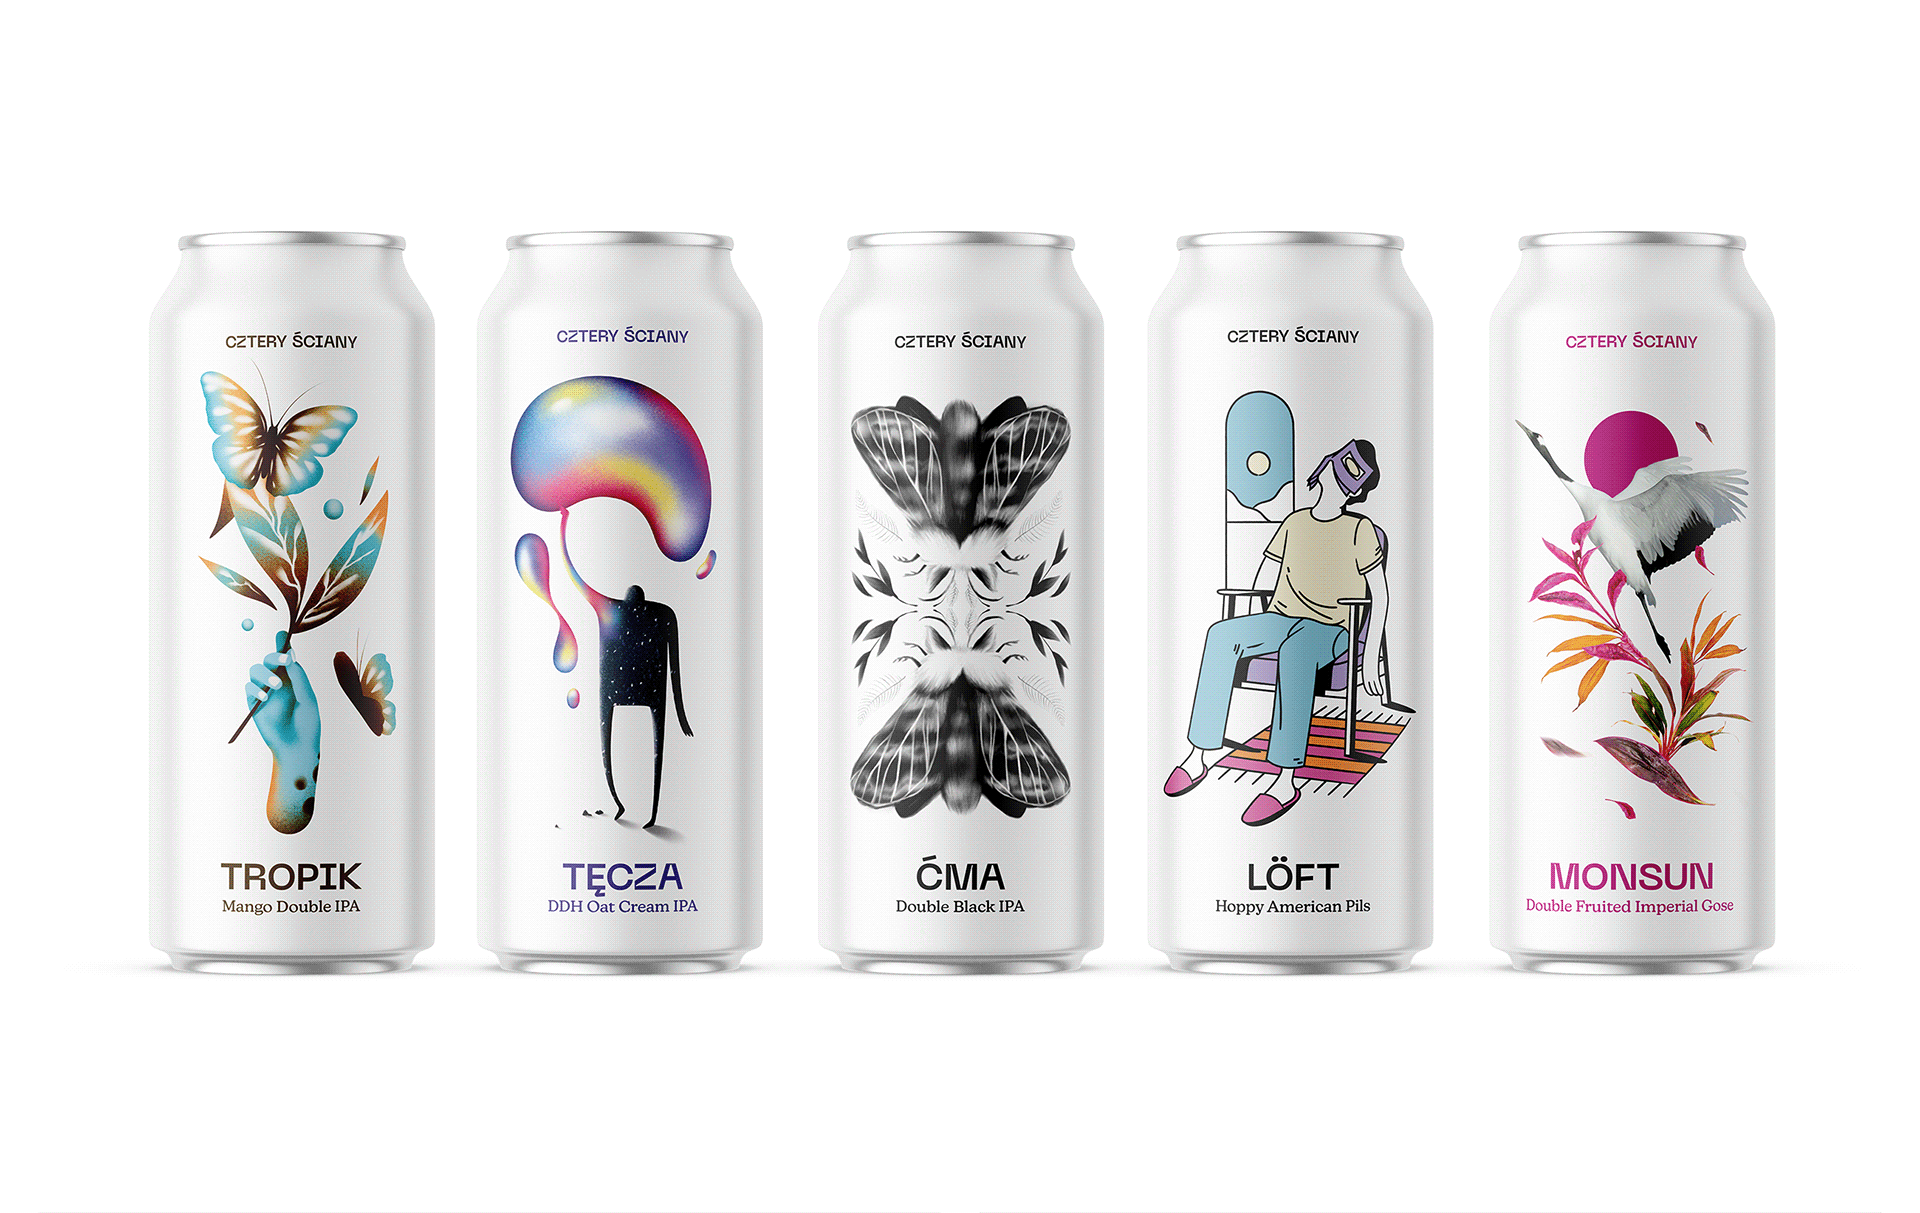 CZTERY ŚCIANY
TROPIK
Mango Double IPA
CZTERY ŚCIANY
TĘCZA
DDH Oat Cream IPA
CZTERY ŚCIANY
ĆMA
Double Black IPA
CZTERY ŚCIANY
LÖFT
Hoppy American Pils
CZTERY ŚCIANY
MONSUN
Double Fruited Imperial Gose